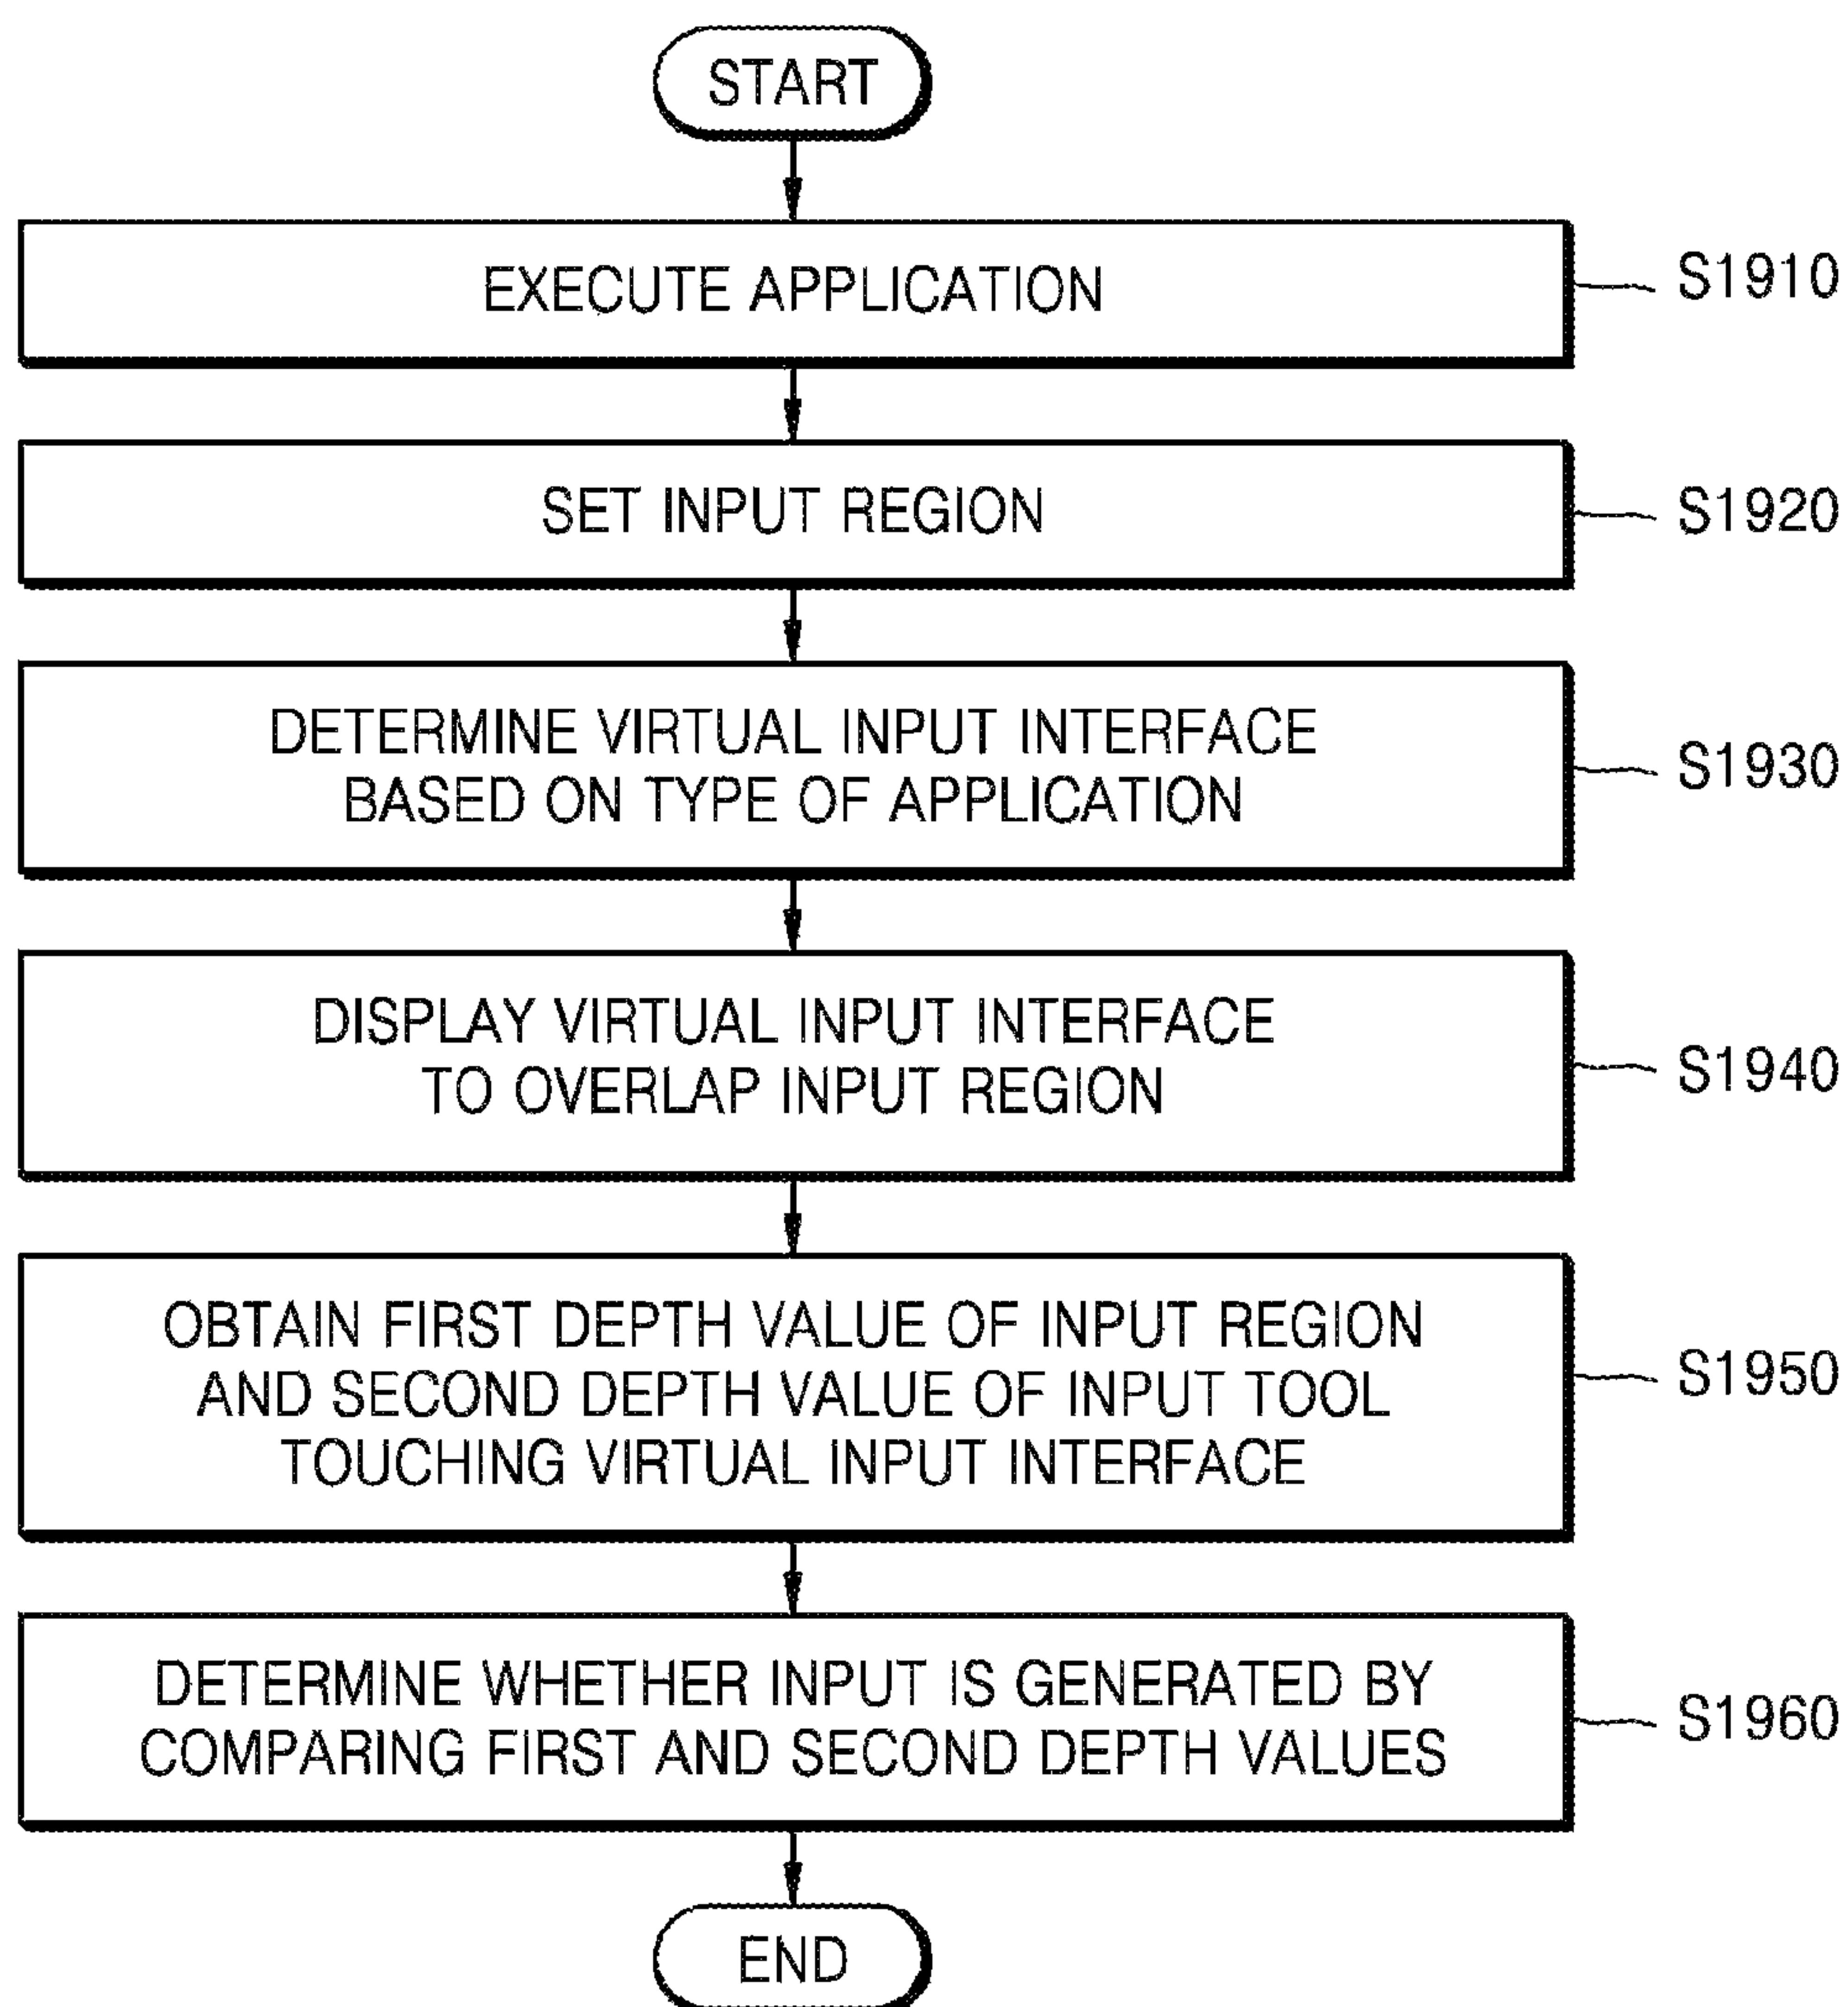 START
EXECUTE APPLICATION
S1910
SET INPUT REGION
S1920
DETERMINE VIRTUAL INPUT INTERFACE
BASED ON TYPE OF APPLICATION
S1930
DISPLAY VIRTUAL INPUT INTERFACE
TO OVERLAP INPUT REGION
S1940
OBTAIN FIRST DEPTH VALUE OF INPUT REGION
AND SECOND DEPTH VALUE OF INPUT TOOL
TOUCHING VIRTUAL INPUT INTERFACE
S1950
DETERMINE WHETHER INPUT IS GENERATED BY
COMPARING FIRST AND SECOND DEPTH VALUES
S1960
END